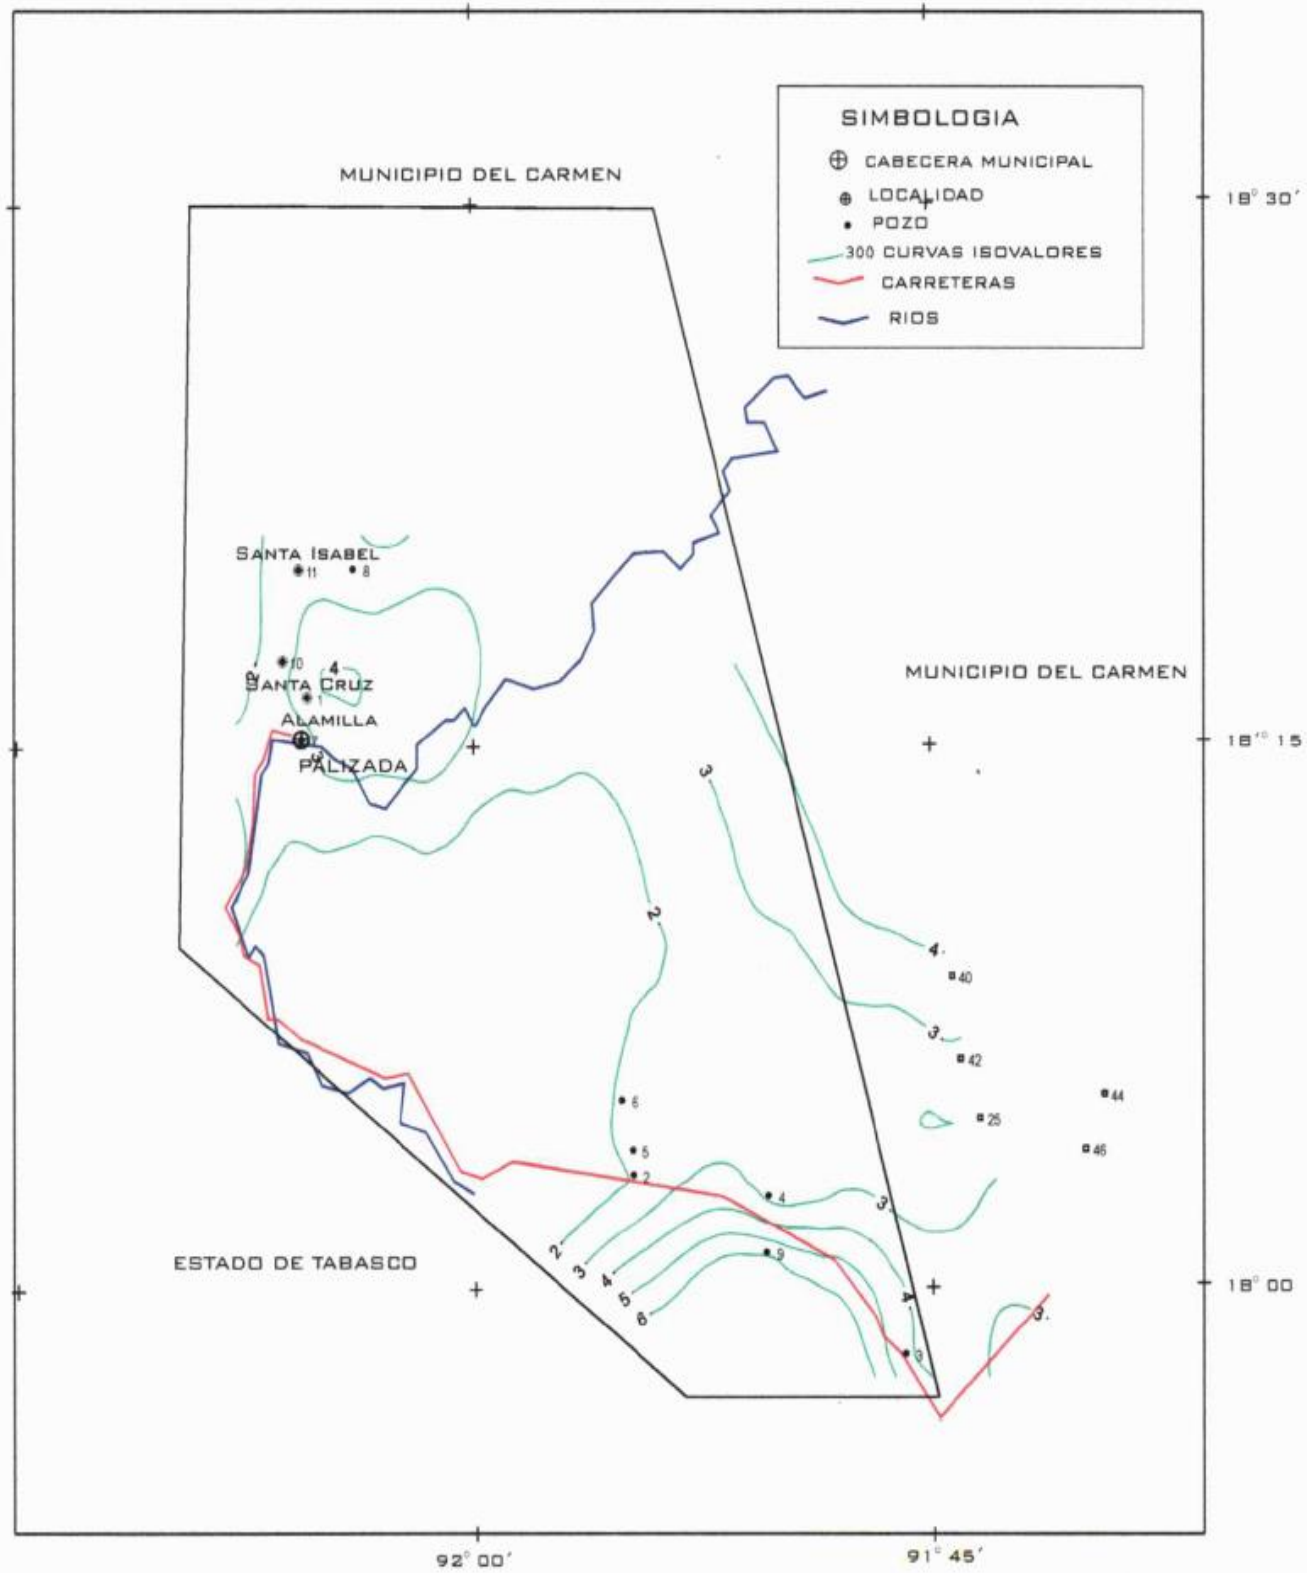 SIMBOLOGIA
CABECERA MUNICIPAL
LOCALIDAD
POZO
300 CURVAS ISOVALORES
CARRETERAS
RIOS
MUNICIPIO DEL CARMEN
18° 30'
SANTA ISABEL
11
8
10
4
2
SANTA CRUZ
1
ALAMILLA
7
3
PALIZADA
MUNICIPIO DEL CARMEN
18° 15'
3
2
4
40
3
42
44
25
46
6
5
2
4
3
ESTADO DE TABASCO
2
3
4
5
6
9
4
3
3
18° 00
92° 00'
91° 45'